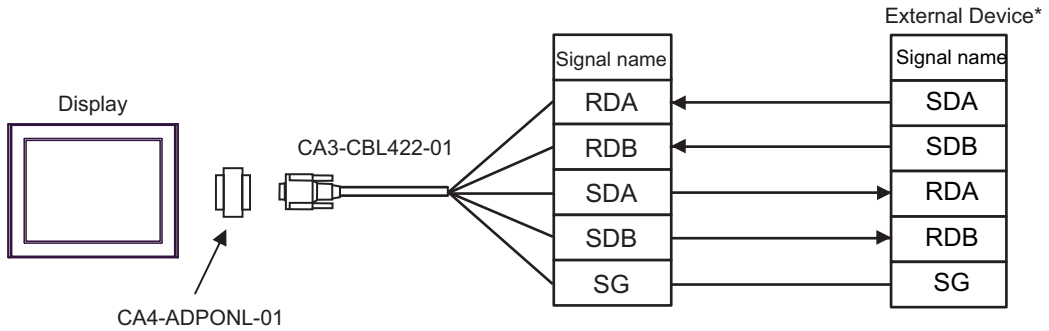 External Device*
Signal name
Signal name
RDA
SDA
Display
RDB
SDB
CA3-CBL422-01
SDA
RDA
SDB
RDB
SG
SG
CA4-ADPONL-01